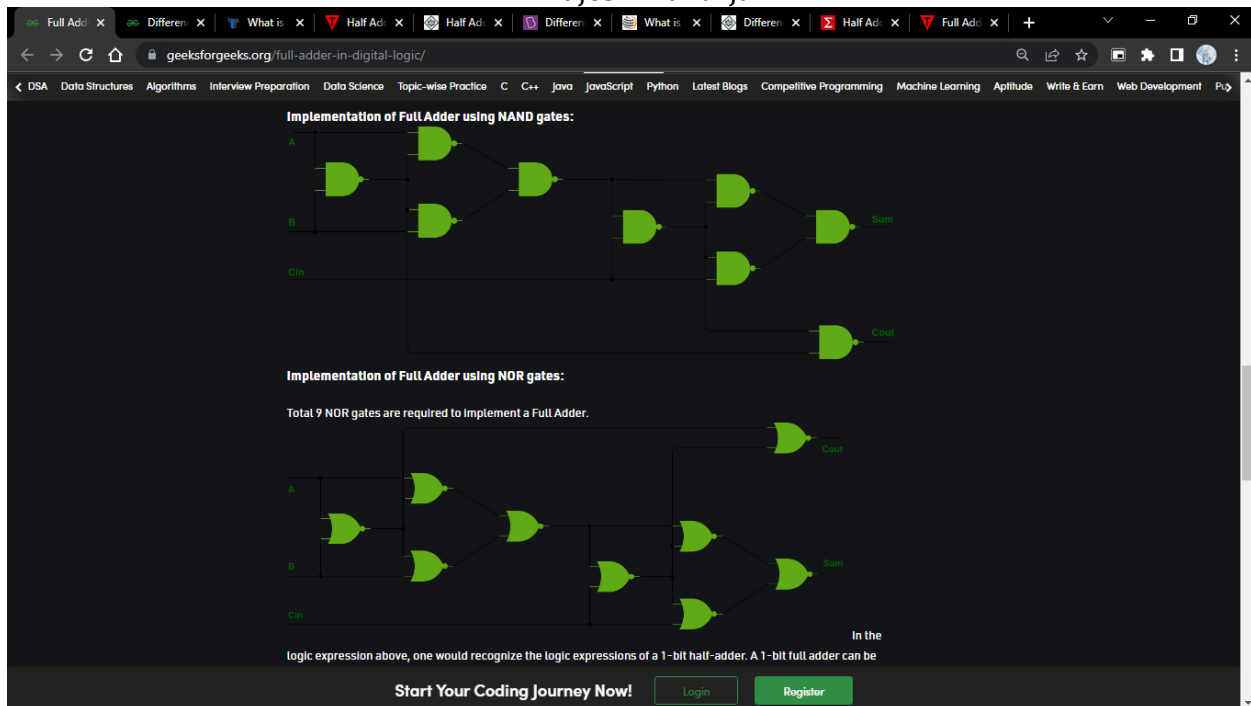 Full Add
Differen
What is
Half Add
Half Add
Differen
What is
Differen
Half Add
Full Add
geeksforgeeks.org/full-adder-in-digital-logic/
DSA Data Structures Algorithms Interview Preparation Data Science Topic-wise Practice C C++ Java JavaScript Python Latest Blogs Competitive Programming Machine Learning Aptitude Write & Earn Web Development Pu
Implementation of Full Adder using NAND gates:
A
B
Sum
Cin
Cout
Implementation of Full Adder using NOR gates:
Total 9 NOR gates are required to implement a Full Adder.
Cout
A
B
Sum
Cin
In the
logic expression above, one would recognize the logic expressions of a 1-bit half-adder. A 1-bit full adder can be
Start Your Coding Journey Now!
Login
Register